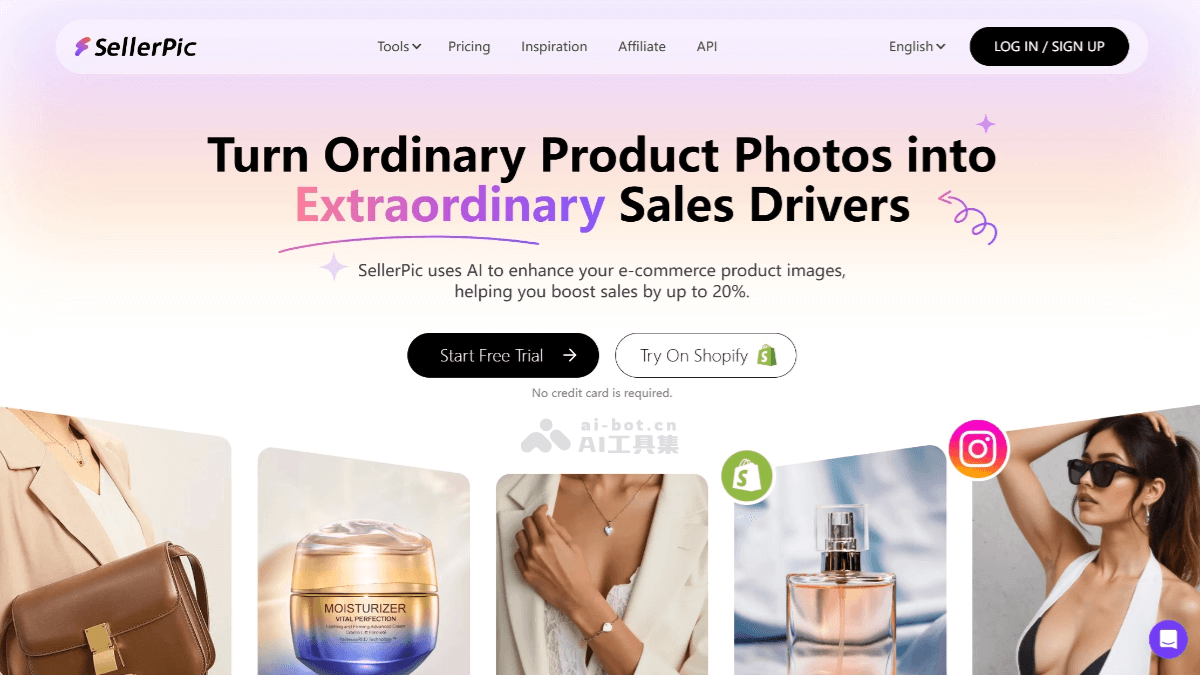 SellerPic
Tools
Pricing
Inspiration
Affiliate
API
English
LOG IN / SIGN UP
Turn Ordinary Product Photos into
Extraordinary Sales Drivers
SellerPic uses AI to enhance your e-commerce product images,
helping you boost sales by up to 20%.
Start Free Trial
Try On Shopify
No credit card is required.
ai-bot.cn
AI工具集
MOISTURIZER
VITAL PERFECTION